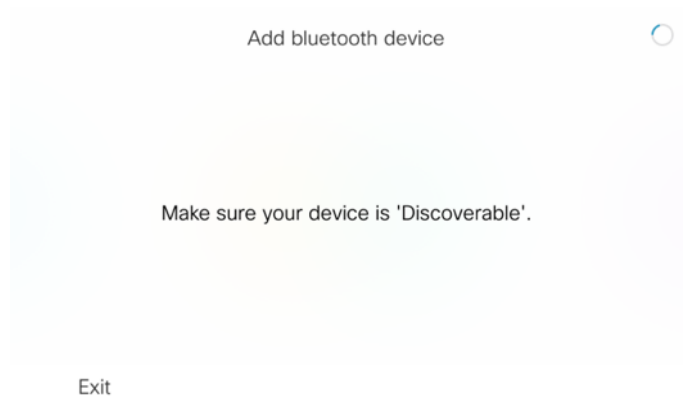 Add bluetooth device
Make sure your device is 'Discoverable'.
Exit